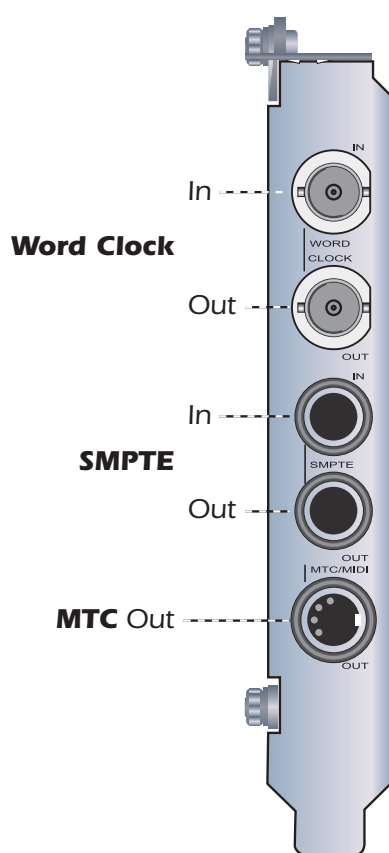 IN
In
Word Clock
WORD
CLOCK
Out
OUT
IN
In
SMPTE
SMPTE
Out
OUT
MTC/MIDI
MTC Out
OUT